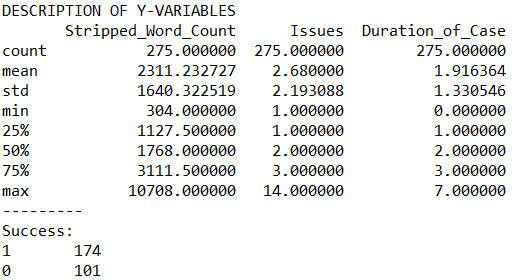 DESCRIPTION OF Y-VARIABLES
Stripped_Word_Count Issues Duration_of_Case
count 275.000000 275.000000 275.000000
mean 2311.232727 2.680000 1.916364
std 1640.322519 2.193088 1.330546
min 304.000000 1.000000 0.000000
25% 1127.500000 1.000000 1.000000
50% 1768.000000 2.000000 2.000000
75% 3111.500000 3.000000 3.000000
max 10708.000000 14.000000 7.000000
---------
Success:
1 174
0 101